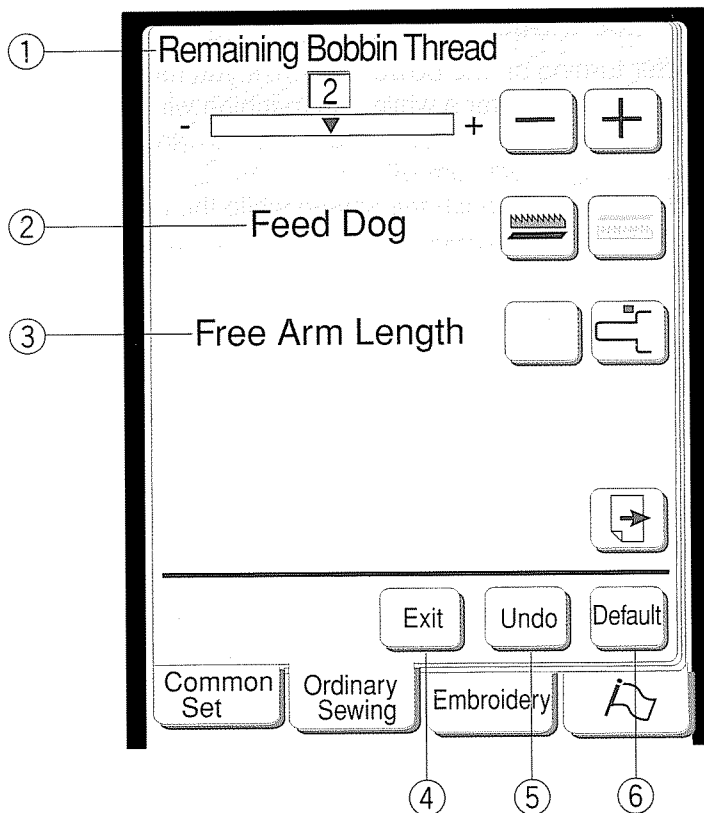 ① Remaining Bobbin Thread
2
- +
② Feed Dog
③ Free Arm Length
Exit Undo Default
Common Set
Ordinary Sewing
Embroidery
④ ⑤ ⑥